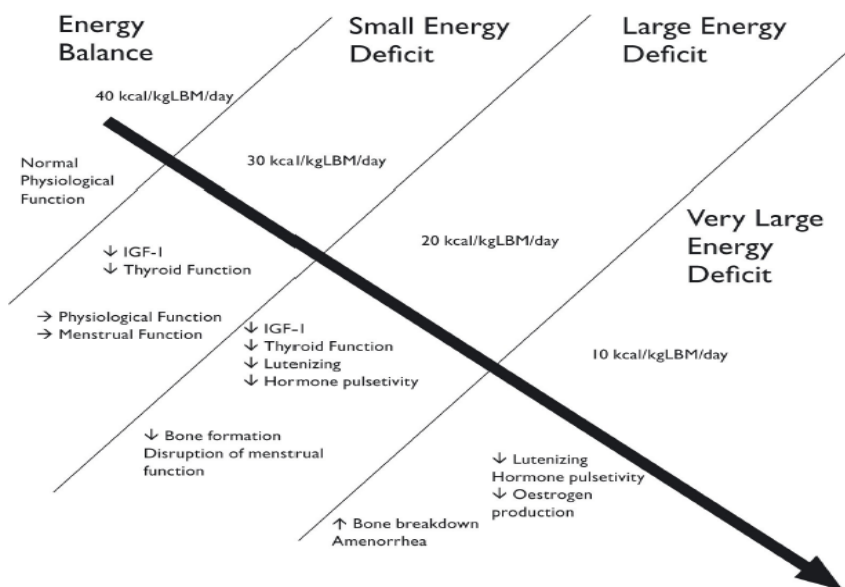 Energy
Balance
Small Energy
Deficit
Large Energy
Deficit
40 kcal/kgLBM/day
Normal
Physiological
Function
30 kcal/kgLBM/day
20 kcal/kgLBM/day
Very Large
Energy
Deficit
↓ IGF-1
↓ Thyroid Function
→ Physiological Function
→ Menstrual Function
↓ IGF-1
↓ Thyroid Function
↓ Lutenizing
↓ Hormone pulsetivity
10 kcal/kgLBM/day
↓ Bone formation
Disruption of menstrual
function
↓ Lutenizing
Hormone pulsetivity
↓ Oestrogen
production
↑ Bone breakdown
Amenorrhea